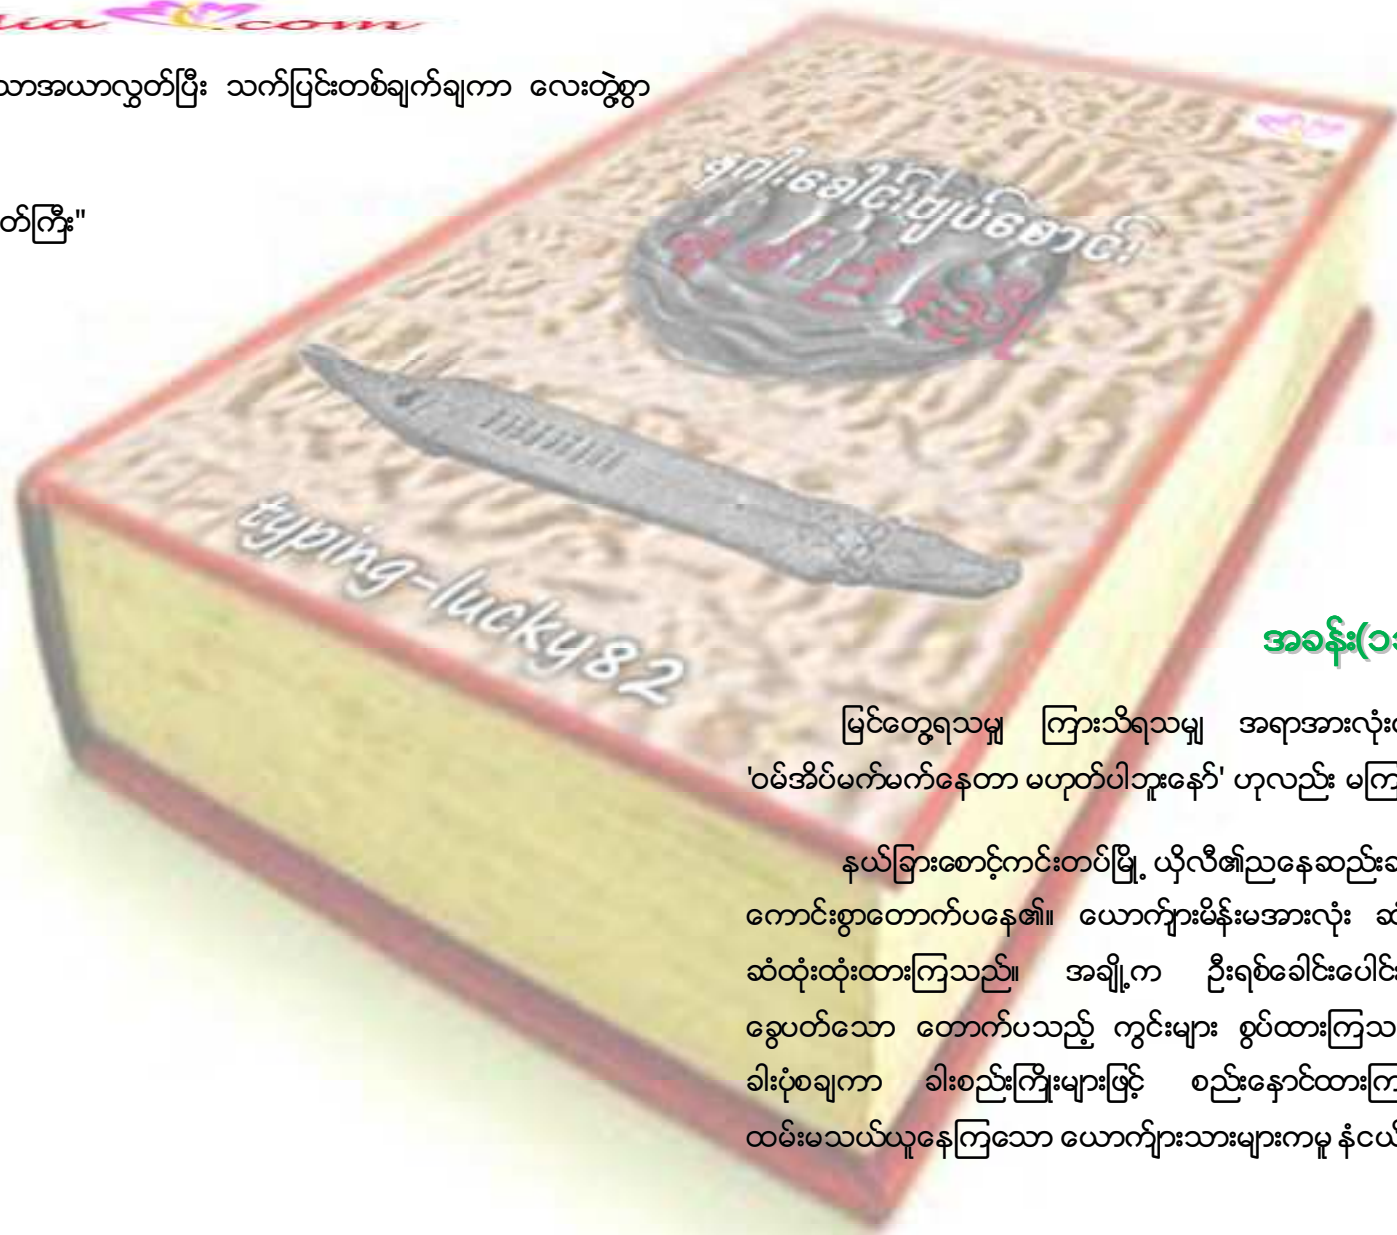 com
သာအယာလွှတ်ပြီး သက်ပြင်းတစ်ချက်ချကာ လေးတွဲ့စွာ
တ်ကြီး"
typing-lucky82
အခန်း(၁
မြင်တွေ့ရသမျှ ကြားသိရသမျှ အရာအားလုံး
'ဝမ်အိပ်မက်မက်နေတာ မဟုတ်ပါဘူးနော်' ဟုလည်း မကြ
နယ်ခြားစောင့်ကင်းတပ်မြို့ ယိုလီ၏ညနေဆည်းဆ
ကောင်းစွာတောက်ပနေ၏။ ယောက်ျားမိန်းမအားလုံး ဆံ
ဆံထုံးထုံးထားကြသည်။ အချို့က ဦးရစ်ခေါင်းပေါင်း
ခွေပတ်သော တောက်ပသည့် ကွင်းများ စွပ်ထားကြသ
ခါးပုံစချကာ ခါးစည်းကြိုးများဖြင့် စည်းနှောင်ထားကြ
ထမ်းမသယ်ယူနေကြသော ယောက်ျားသားများကမူ နံငယ်